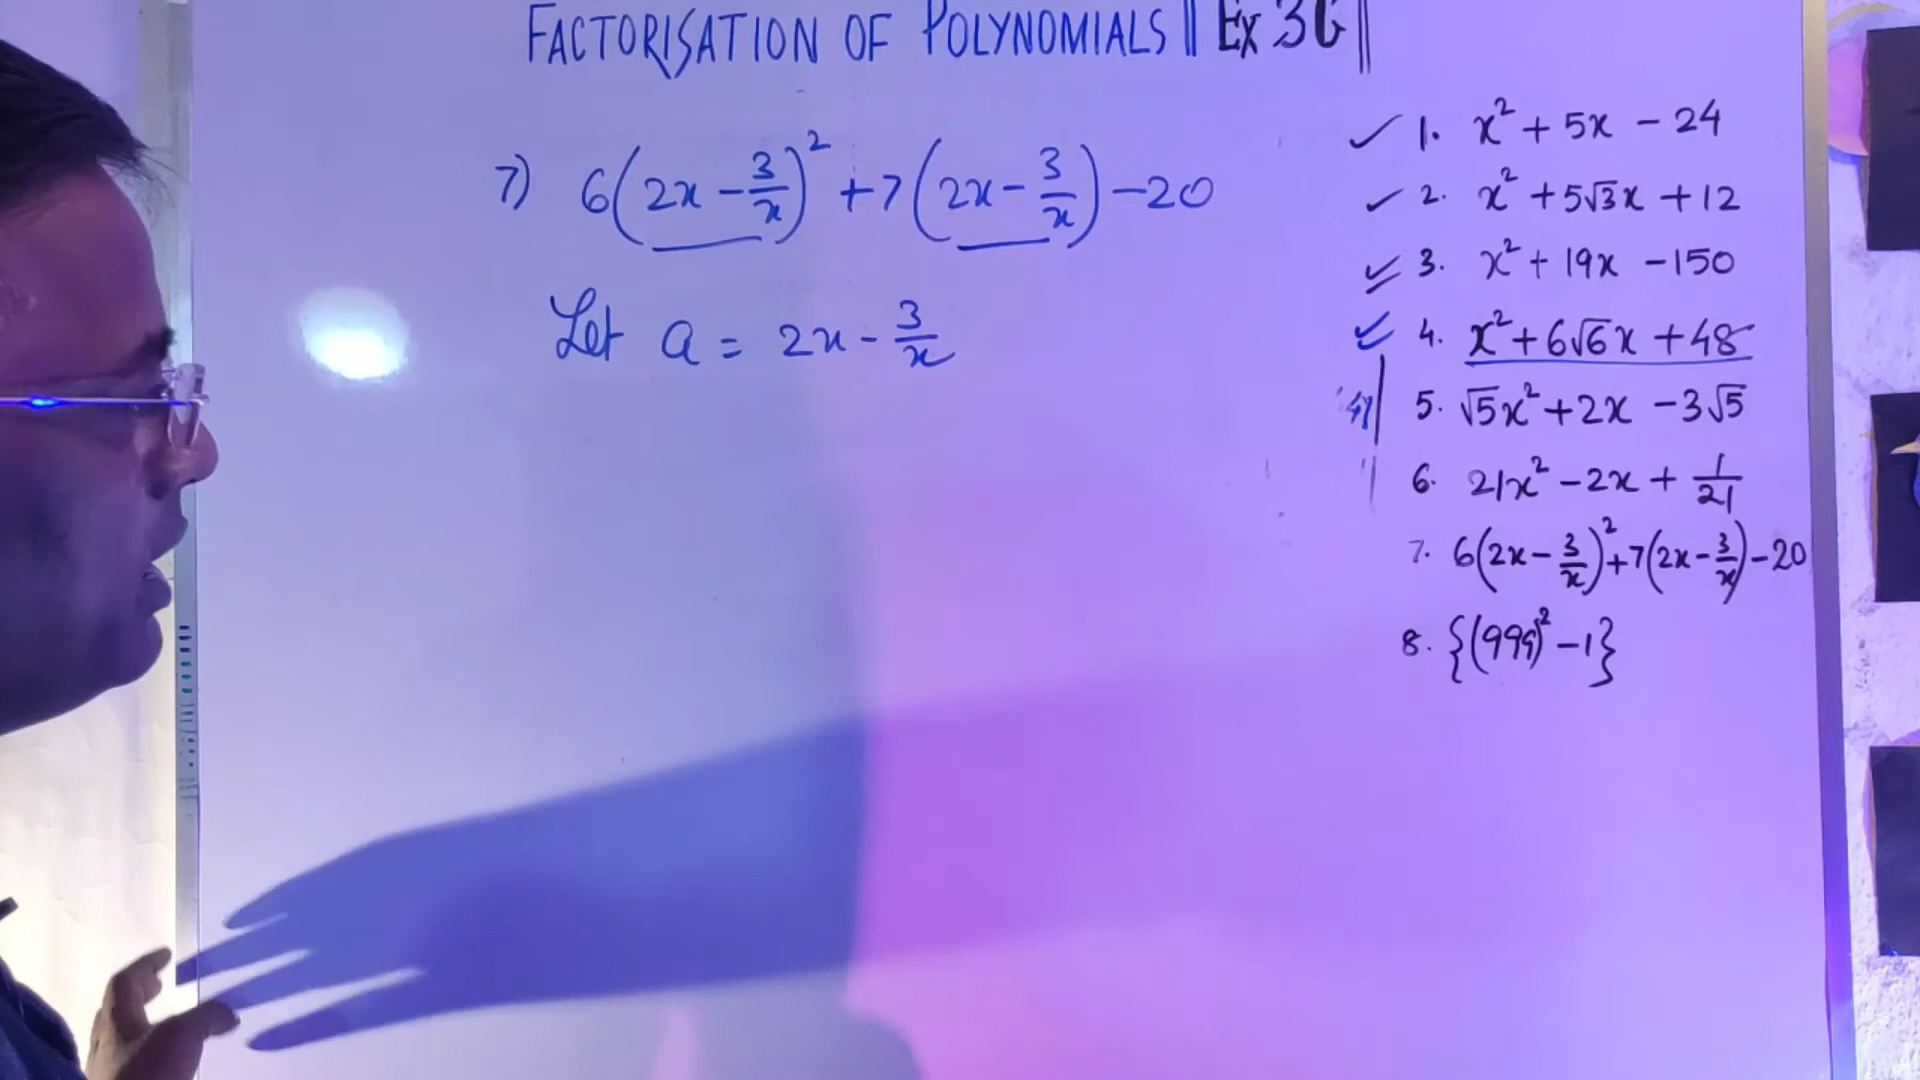 FACTORISATION OF POLYNOMIALS || Ex 3G ||
7) 6(2x - 3/x)² + 7(2x - 3/x) - 20
Let a = 2x - 3/x
1. x² + 5x - 24
2. x² + 5√3x + 12
3. x² + 19x - 150
4. x² + 6√6x + 48
5. √5x² + 2x - 3√5
6. 21x² - 2x + 1/21
7. 6(2x - 3/x)² + 7(2x - 3/x) - 20
8. {(999)² - 1}